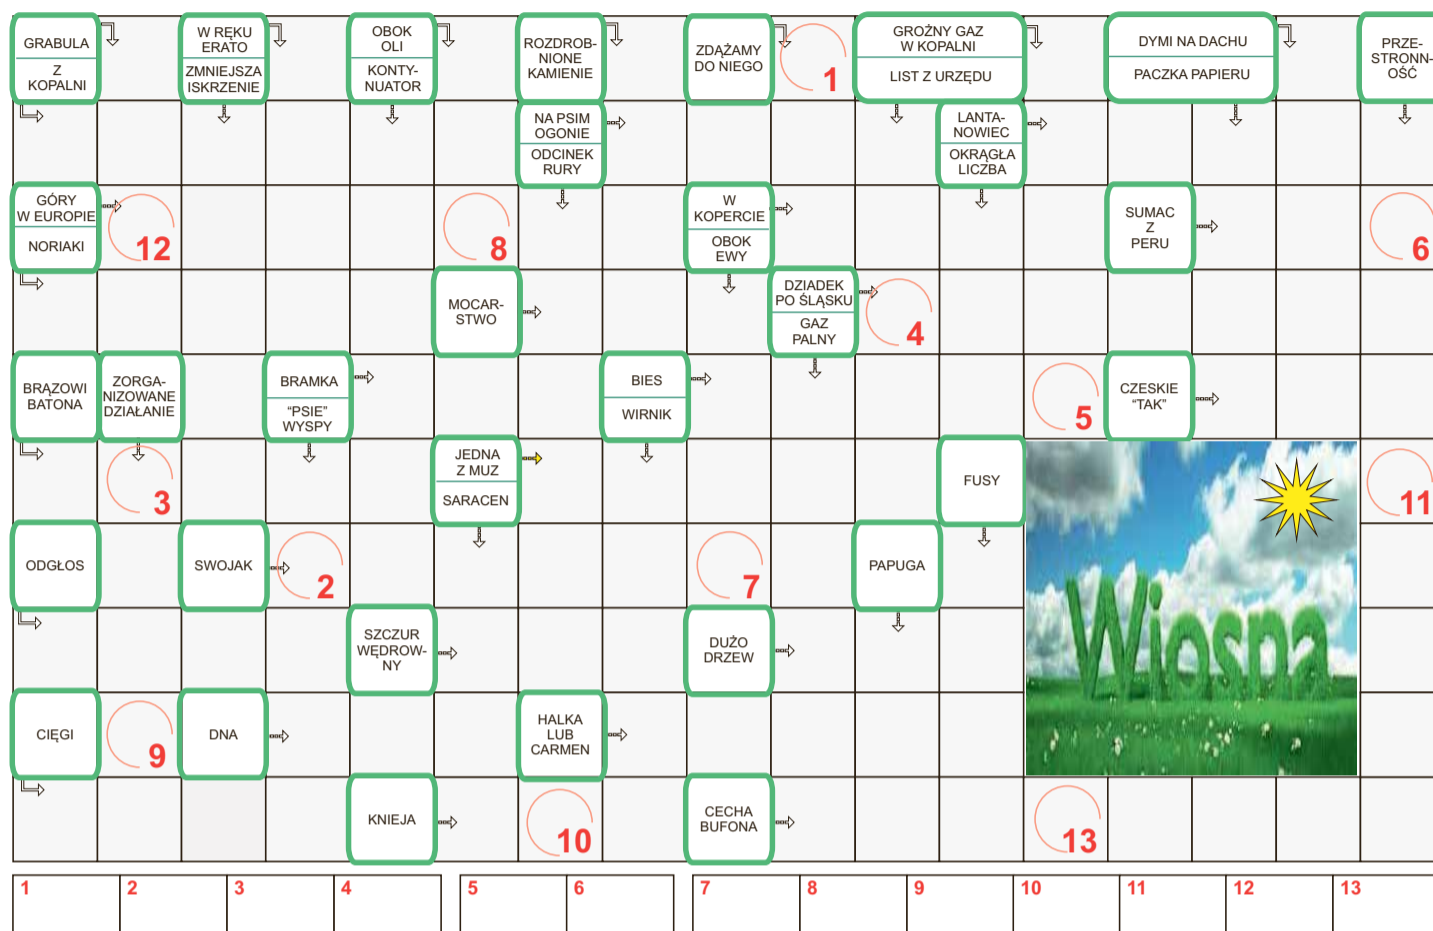 GRABULA
Z
KOPALNI
W RĘKU
ERATO
ZMNIEJSZA
ISKRZENIE
OBOK
OLI
KONTY-
NUATOR
ROZDROB-
NIONE
KAMIENIE
ZDĄŻAMY
DO NIEGO
1
GROŹNY GAZ
W KOPALNI
LIST Z URZĘDU
DYMI NA DACHU
PACZKA PAPIERU
PRZE-
STRONN-
OŚĆ
NA PSIM
OGONIE
ODCINEK
RURY
LANTA-
NOWIEC
OKRĄGŁA
LICZBA
GÓRY
W EUROPIE
NORIAKI
12
8
W
KOPERCIE
OBOK
EWY
SUMAC
Z
PERU
6
MOCAR-
STWO
DZIADEK
PO ŚLĄSKU
GAZ
PALNY
4
BRĄZOWI
BATONA
ZORGA-
NIZOWANE
DZIAŁANIE
BRAMKA
"PSIE"
WYSPY
BIES
WIRNIK
5
CZESKIE
"TAK"
3
JEDNA
Z MUZ
SARACEN
FUSY
11
ODGŁOS
SWOJAK
2
7
PAPUGA
SZCZUR
WĘDROW-
NY
DUŻO
DRZEW
Wiosna
CIĘGI
9
DNA
HALKA
LUB
CARMEN
KNIEJA
10
CECHA
BUFONA
13
1 2 3 4 5 6 7 8 9 10 11 12 13